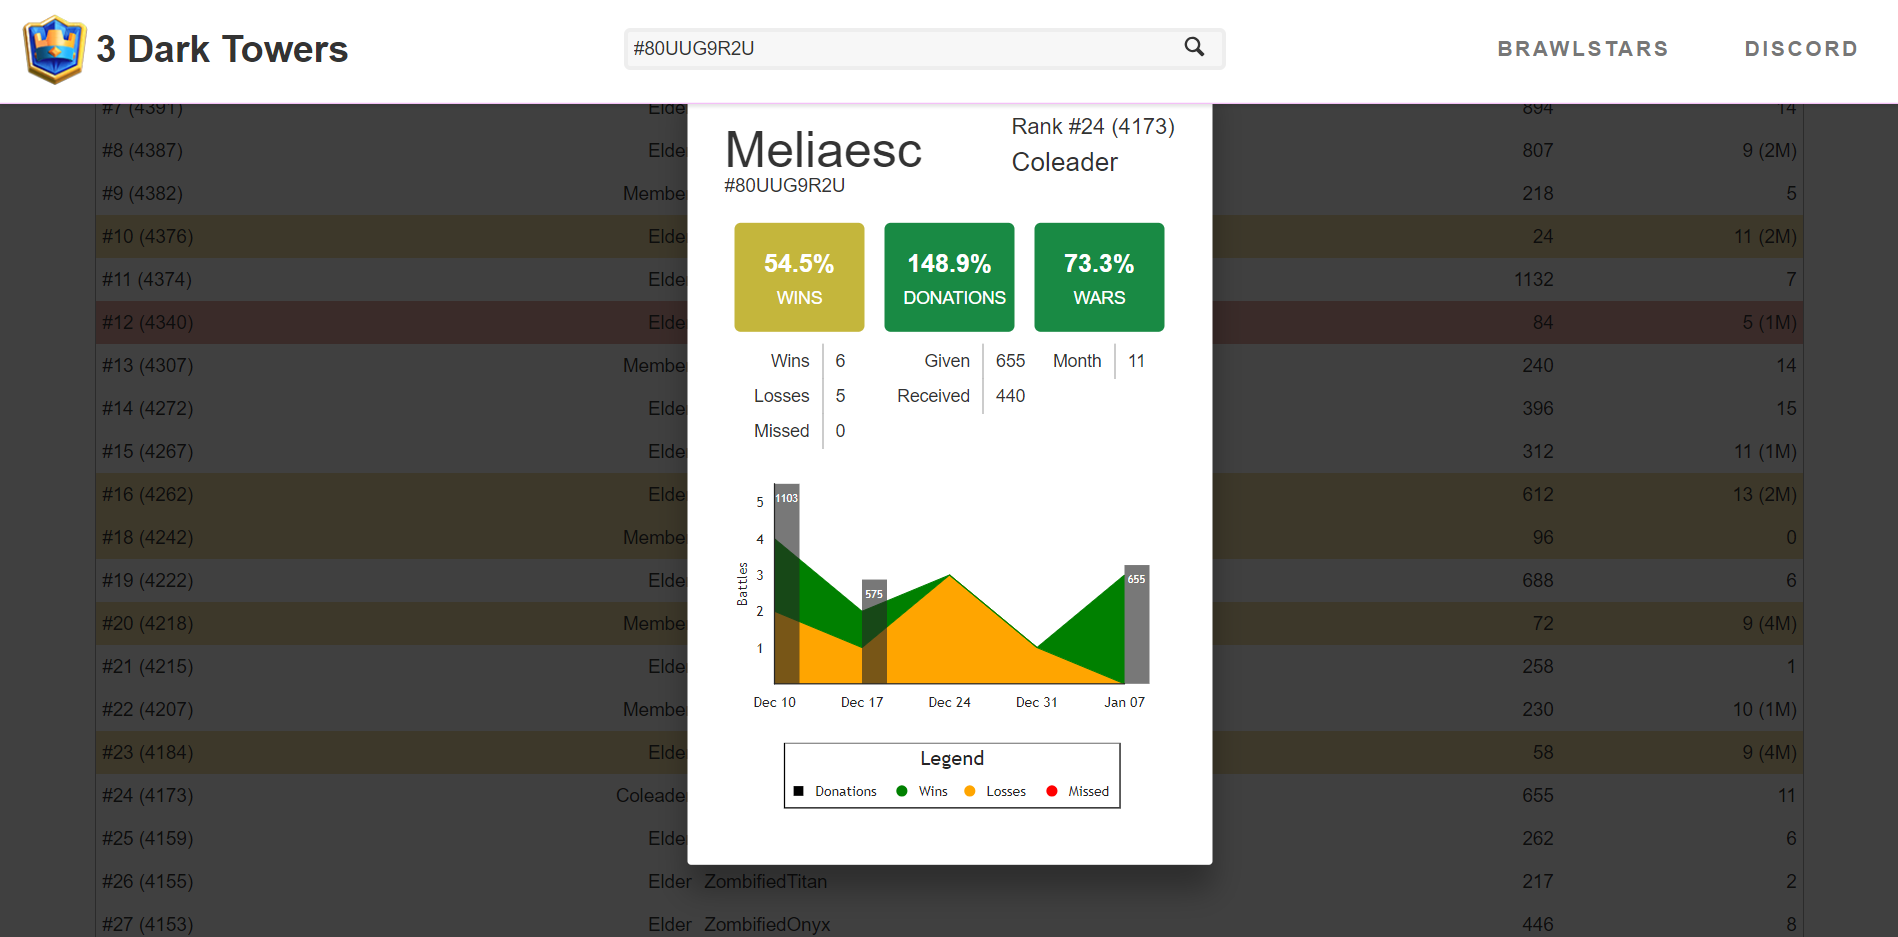 3 Dark Towers
#80UUG9R2U
BRAWLSTARS
DISCORD
#7 (4391) Elde 894 14
#8 (4387) Elde 807 9 (2M)
#9 (4382) Membe 218 5
#10 (4376) Elde 24 11 (2M)
#11 (4374) Elde 1132 7
#12 (4340) Elde 84 5 (1M)
#13 (4307) Membe 240 14
#14 (4272) Elde 396 15
#15 (4267) Elde 312 11 (1M)
#16 (4262) Elde 612 13 (2M)
#18 (4242) Membe 96 0
#19 (4222) Elde 688 6
#20 (4218) Membe 72 9 (4M)
#21 (4215) Elde 258 1
#22 (4207) Membe 230 10 (1M)
#23 (4184) Elde 58 9 (4M)
#24 (4173) Coleade 655 11
#25 (4159) Elde 262 6
#26 (4155) Elder ZombifiedTitan 217 2
#27 (4153) Elder ZombifiedOnyx 446 8
Meliaesc
#80UUG9R2U
Rank #24 (4173)
Coleader
54.5%
WINS
148.9%
DONATIONS
73.3%
WARS
Wins 6
Losses 5
Missed 0
Given 655
Received 440
Month 11
Battles
5
4
3
2
1
1103
575
655
Dec 10 Dec 17 Dec 24 Dec 31 Jan 07
Legend
Donations Wins Losses Missed